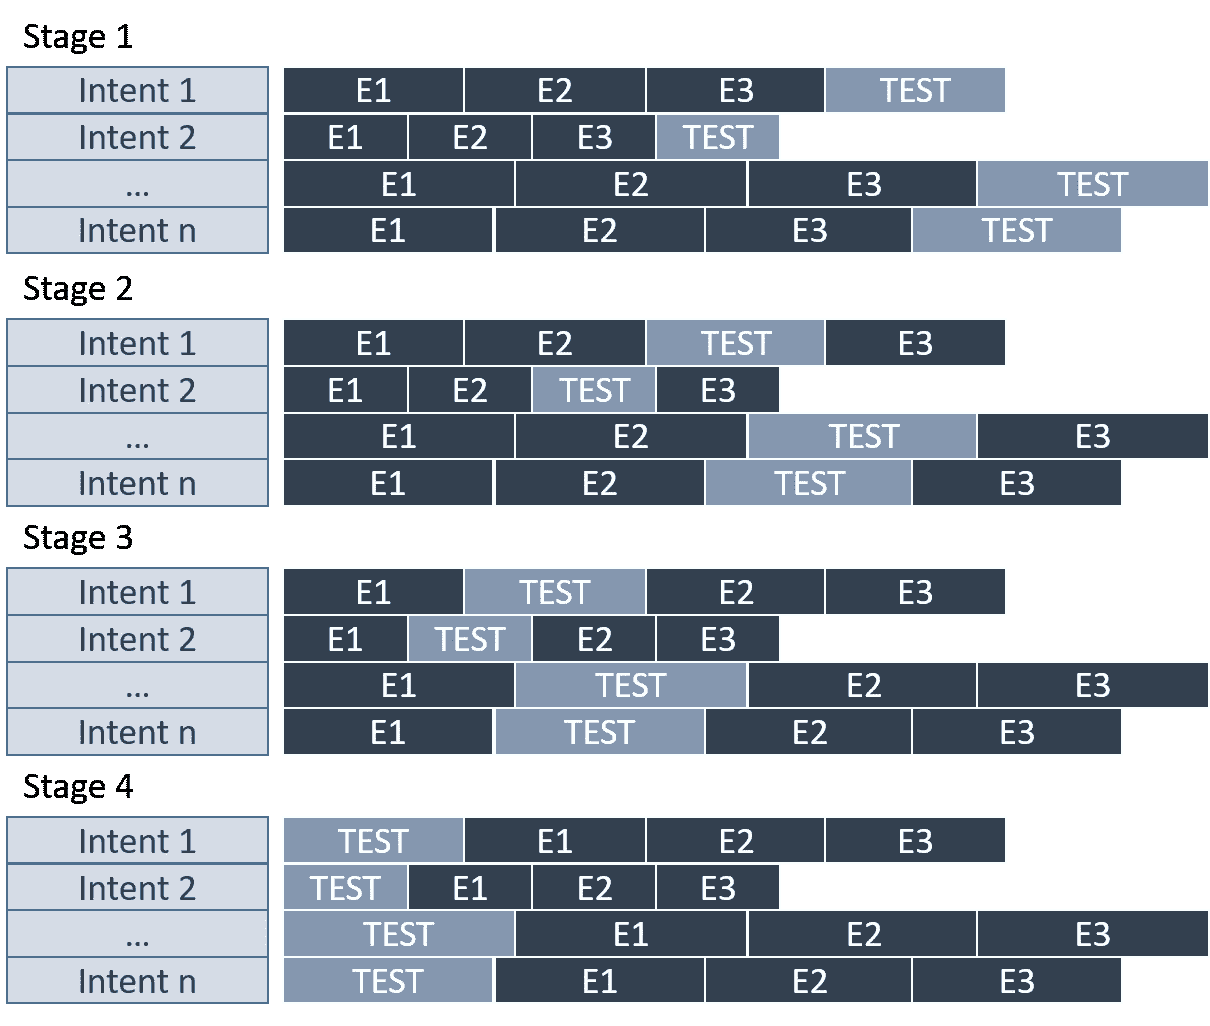 Stage 1
Intent 1 E1 E2 E3 TEST
Intent 2 E1 E2 E3 TEST
... E1 E2 E3 TEST
Intent n E1 E2 E3 TEST
Stage 2
Intent 1 E1 E2 TEST E3
Intent 2 E1 E2 TEST E3
... E1 E2 TEST E3
Intent n E1 E2 TEST E3
Stage 3
Intent 1 E1 TEST E2 E3
Intent 2 E1 TEST E2 E3
... E1 TEST E2 E3
Intent n E1 TEST E2 E3
Stage 4
Intent 1 TEST E1 E2 E3
Intent 2 TEST E1 E2 E3
... TEST E1 E2 E3
Intent n TEST E1 E2 E3